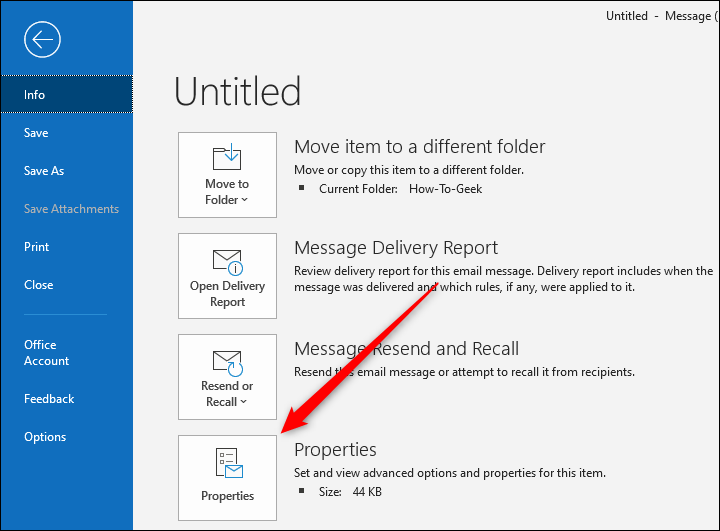 Untitled - Message (
Info
Save
Save As
Save Attachments
Print
Close
Office
Account
Feedback
Options
Untitled
Move to
Folder
Move item to a different folder
Move or copy this item to a different folder.
Current Folder: How-To-Geek
Open Delivery
Report
Message Delivery Report
Review delivery report for this email message. Delivery report includes when the
message was delivered and which rules, if any, were applied to it.
Resend or
Recall
Message Resend and Recall
Resend this email message or attempt to recall it from recipients.
Properties
Properties
Set and view advanced options and properties for this item.
Size: 44 KB